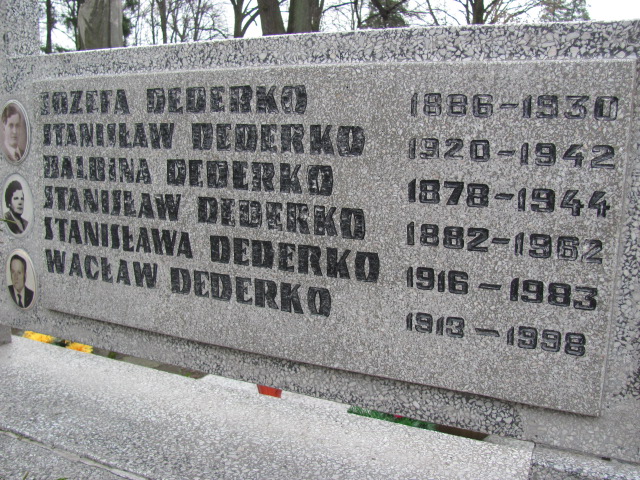 JÓZEFA DEDERKO 1886-1930
STANISŁAW DEDERKO 1920-1942
BALBINA DEDERKO 1878-1944
STANISŁAW DEDERKO 1882-1962
STANISŁAWA DEDERKO 1916-1983
WACŁAW DEDERKO 1913-1998